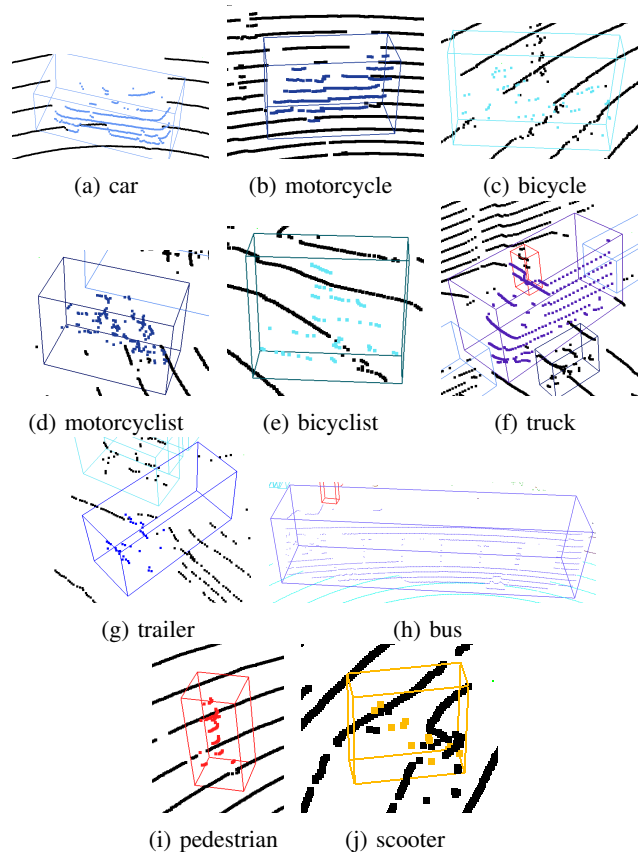 (a) car
(b) motorcycle
(c) bicycle
(d) motorcyclist
(e) bicyclist
(f) truck
(g) trailer
(h) bus
(i) pedestrian
(j) scooter